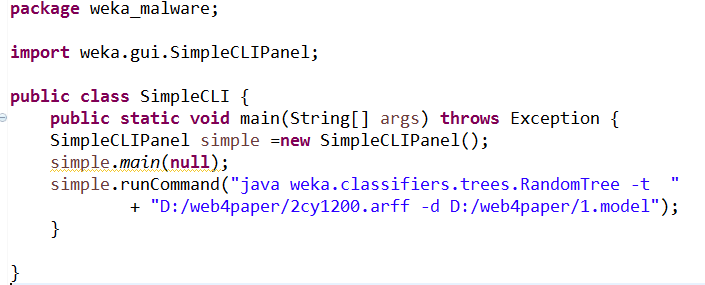 package weka_malware;
import weka.gui.SimpleCLIPanel;
public class SimpleCLI {
public static void main(String[] args) throws Exception {
SimpleCLIPanel simple =new SimpleCLIPanel();
simple.main(null);
simple.runCommand("java weka.classifiers.trees.RandomTree -t  "
+ "D:/web4paper/2cy1200.arff -d D:/web4paper/1.model");
}
}